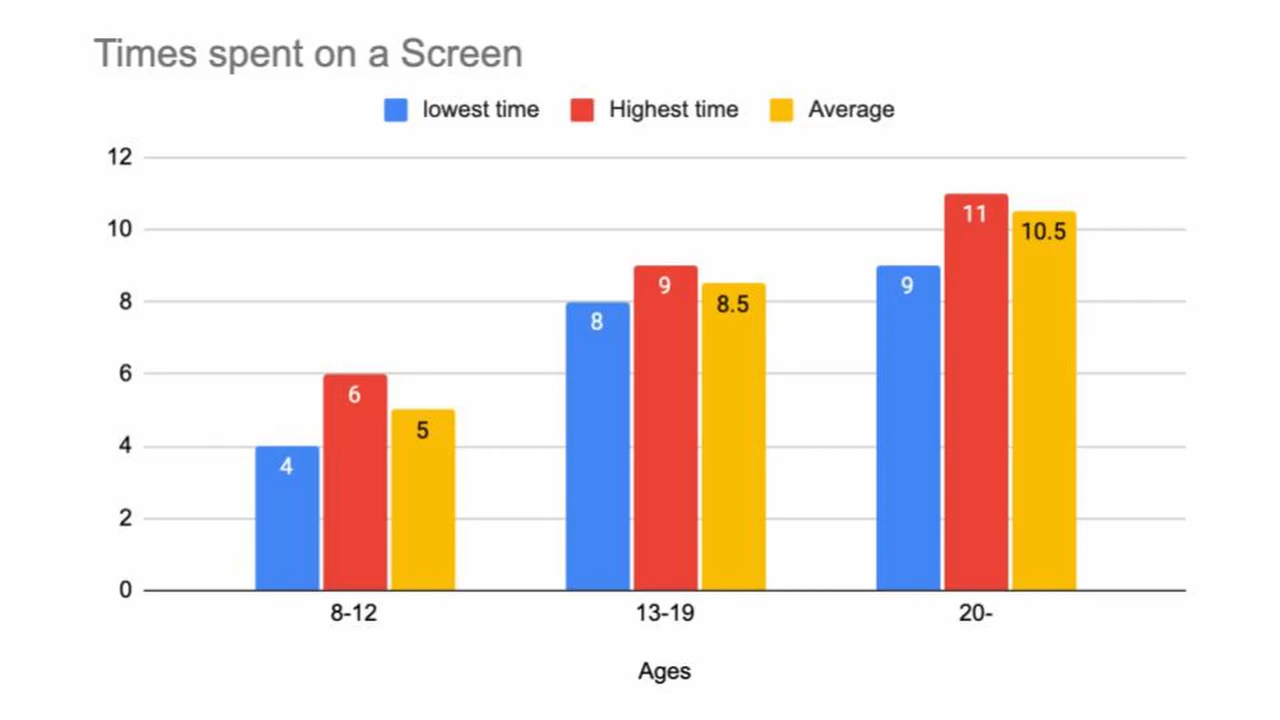 Times spent on a Screen
lowest time Highest time Average
12
10
8
6
4
2
0
4 6 5
8 9 8.5
9 11 10.5
8-12 13-19 20-
Ages